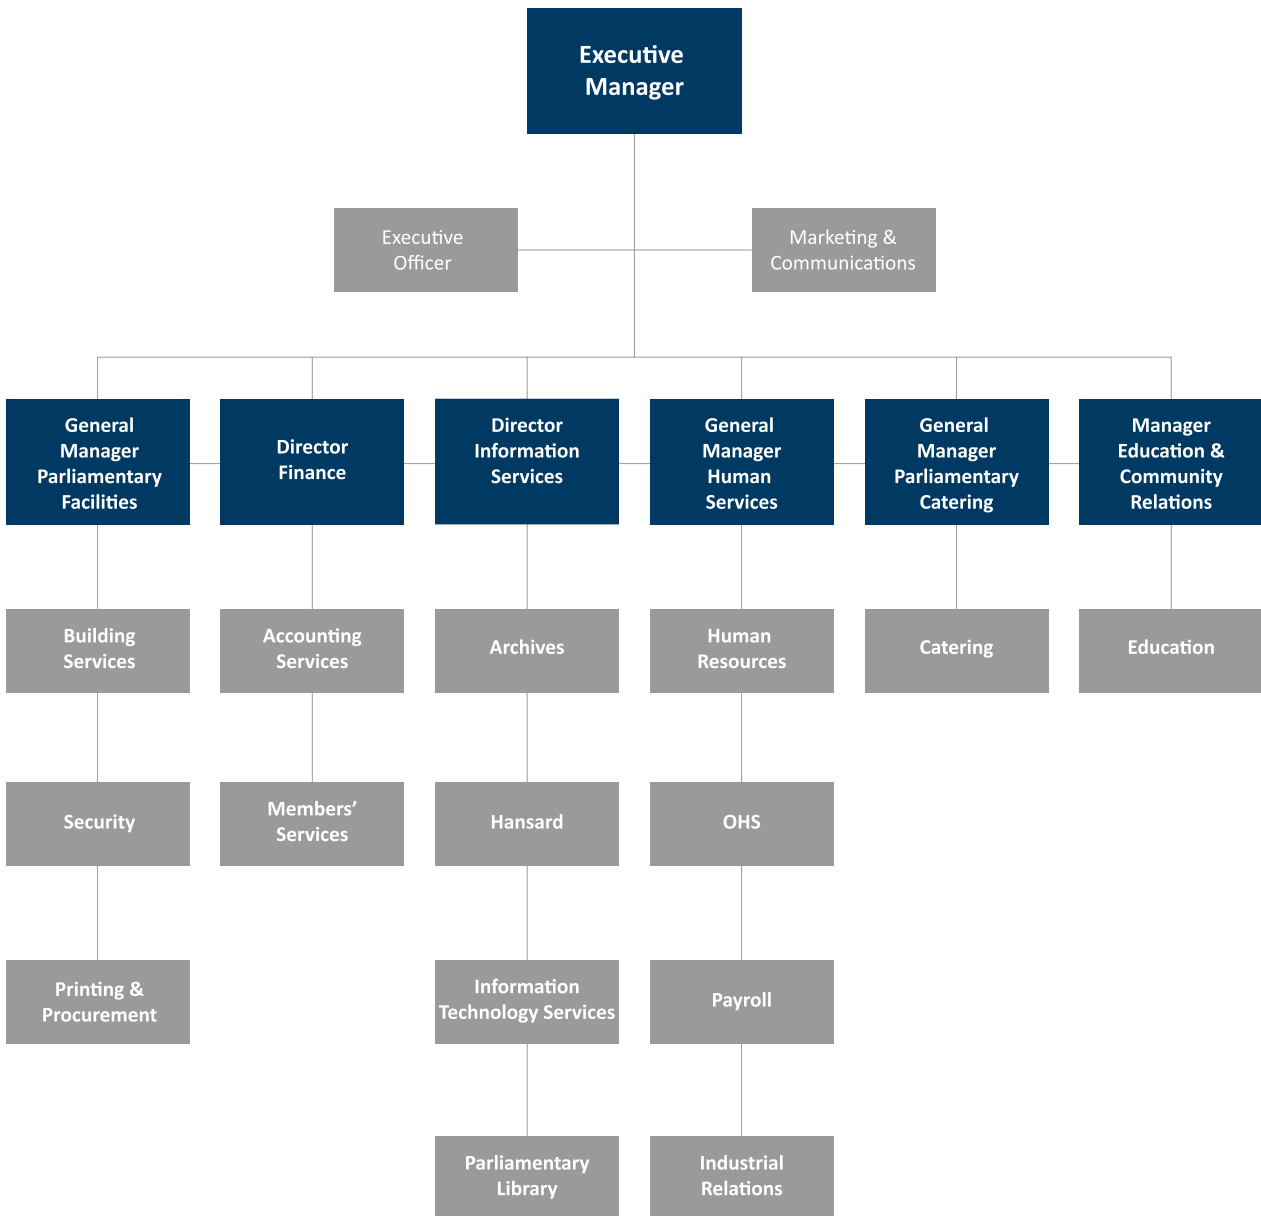 Executive
Manager
Executive
Officer
Marketing &
Communications
General
Manager
Parliamentary
Facilities
Director
Finance
Director
Information
Services
General
Manager
Human
Services
General
Manager
Parliamentary
Catering
Manager
Education &
Community
Relations
Building
Services
Accounting
Services
Archives
Human
Resources
Catering
Education
Security
Members’
Services
Hansard
OHS
Printing &
Procurement
Information
Technology Services
Payroll
Parliamentary
Library
Industrial
Relations